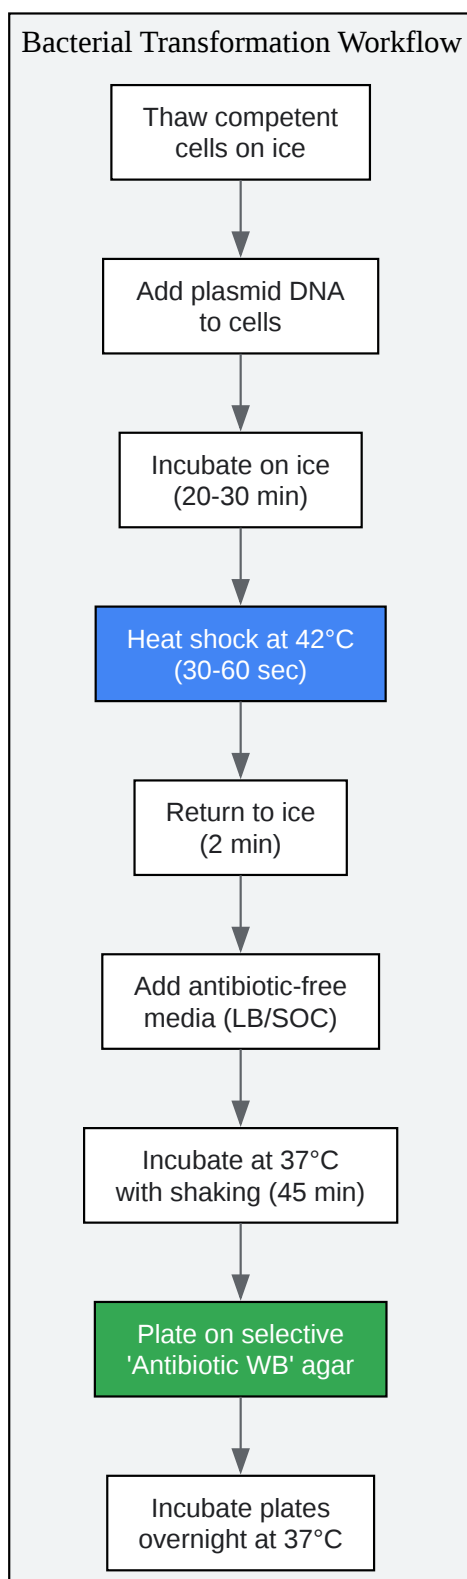 Bacterial Transformation Workflow
Thaw competent
cells on ice
Add plasmid DNA
to cells
Incubate on ice
(20-30 min)
Heat shock at 42°C
(30-60 sec)
Return to ice
(2 min)
Add antibiotic-free
media (LB/SOC)
Incubate at 37°C
with shaking (45 min)
Plate on selective
'Antibiotic WB' agar
Incubate plates
overnight at 37°C